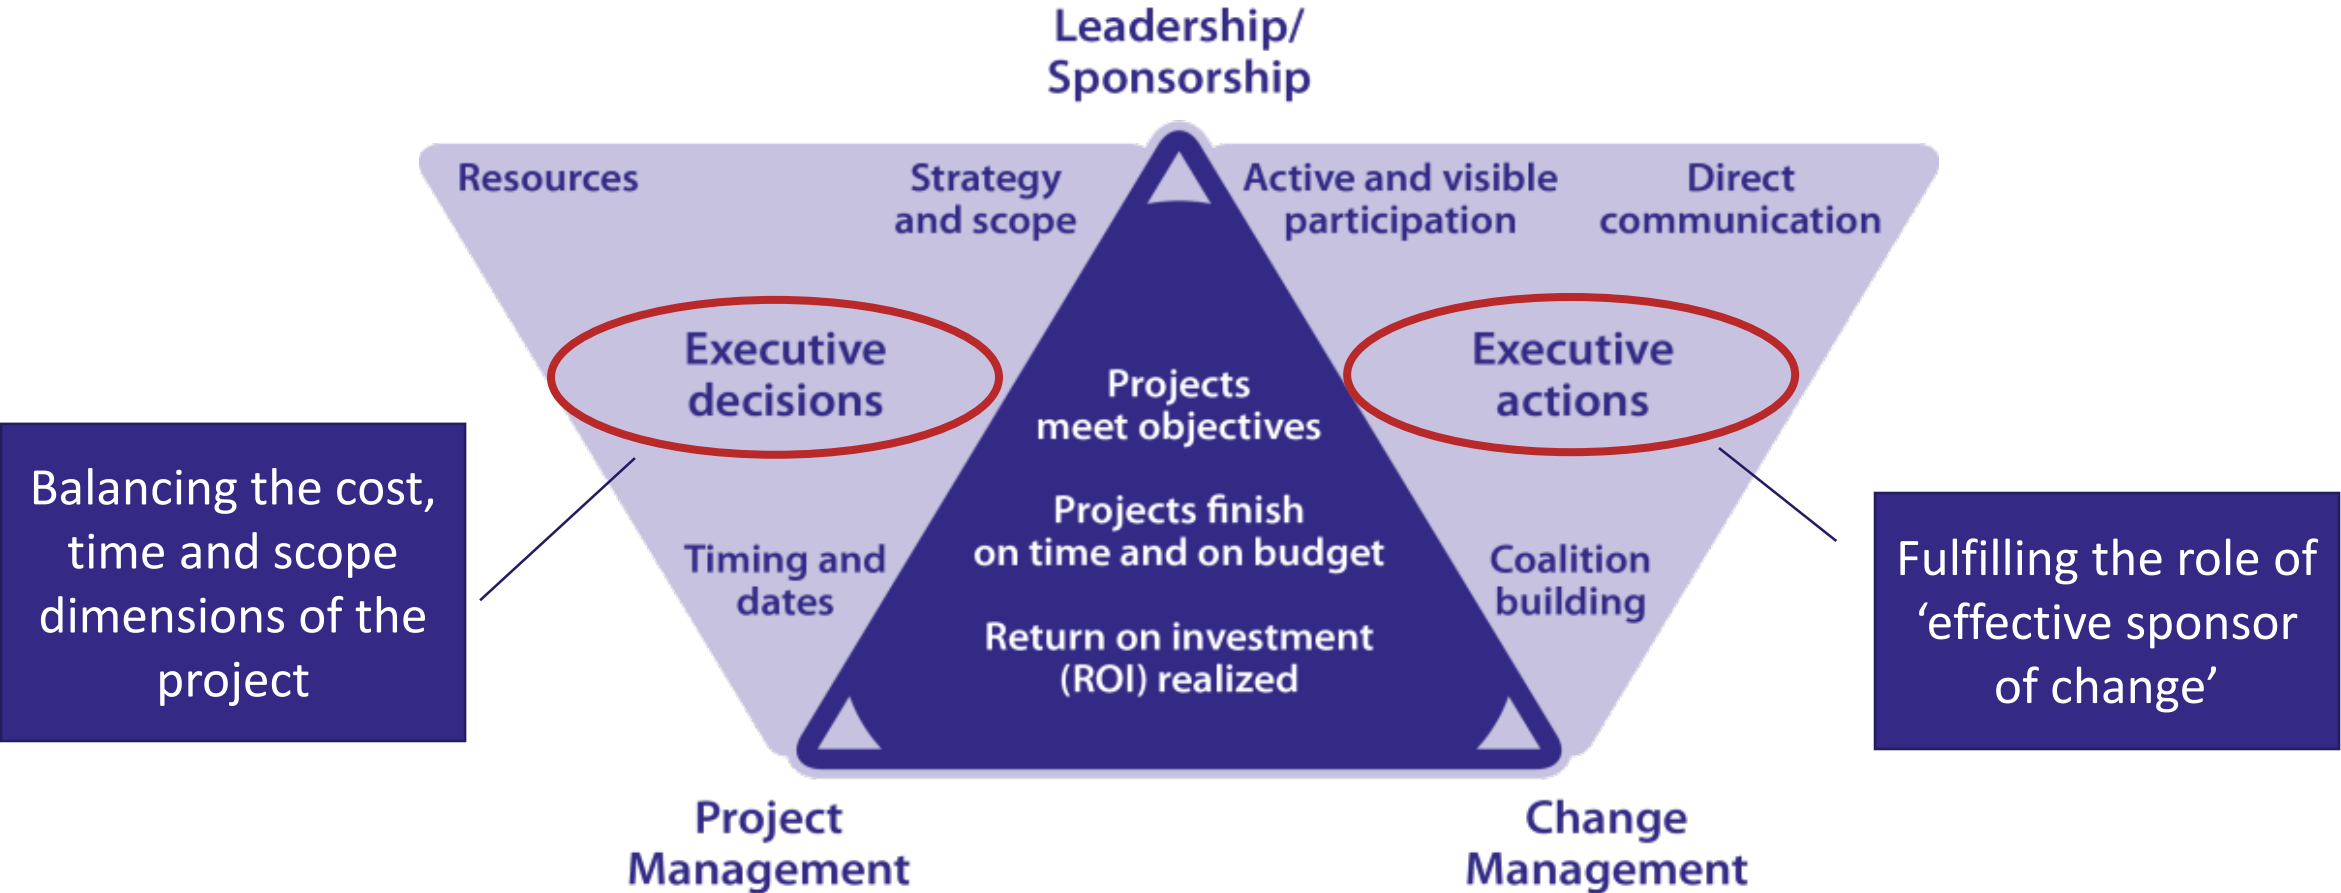 Leadership/
Sponsorship
Resources
Strategy
and scope
Active and visible
participation
Direct
communication
Executive
decisions
Executive
actions
Projects
meet objectives
Projects finish
on time and on budget
Return on investment
(ROI) realized
Timing and
dates
Coalition
building
Balancing the cost,
time and scope
dimensions of the
project
Fulfilling the role of
‘effective sponsor
of change’
Project
Management
Change
Management